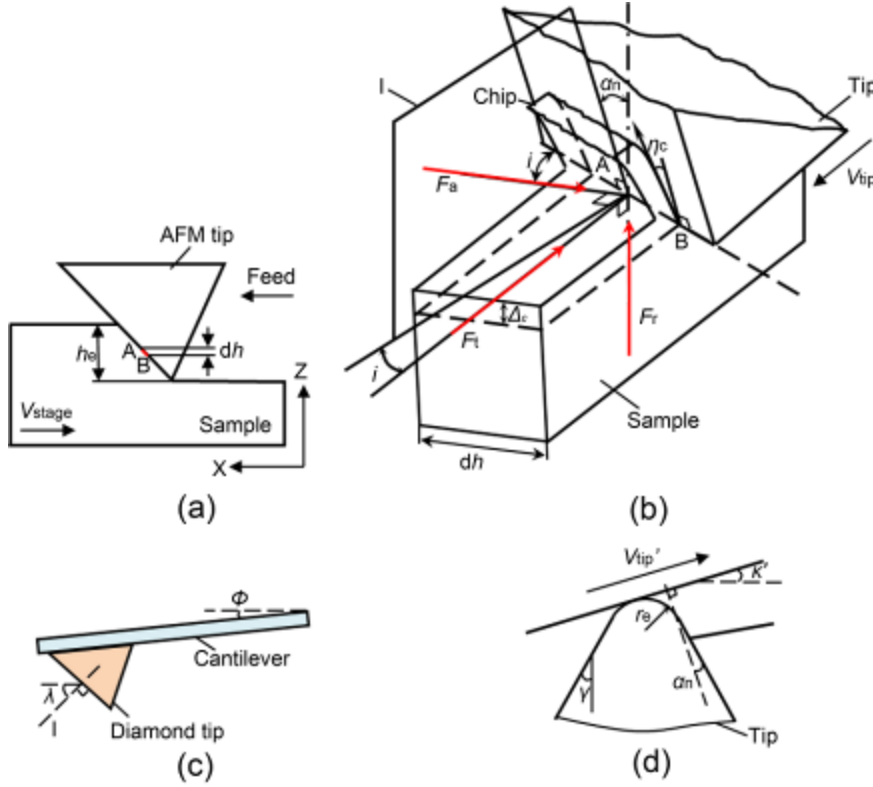 AFM tip
Feed
he
A
B
dh
Z
Vstage
Sample
X
(a)
I
Chip
αn
Tip
i
A
ηc
Vtip
Fa
B
Δc
Ft
Fr
i
Sample
dh
(b)
Φ
Cantilever
λ
I
Diamond tip
(c)
Vtip'
κ'
re
γ
αn
Tip
(d)